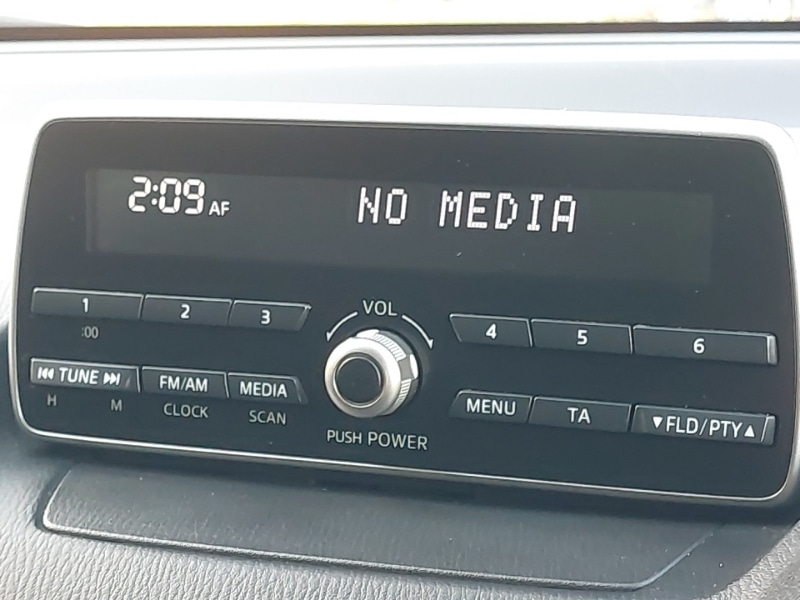 2:09 AF NO MEDIA
VOL
1 2 3 4 5 6
:00
⏮ TUNE ⏭ FM/AM MEDIA MENU TA ▼FLD/PTY▲
H M CLOCK SCAN
PUSH POWER